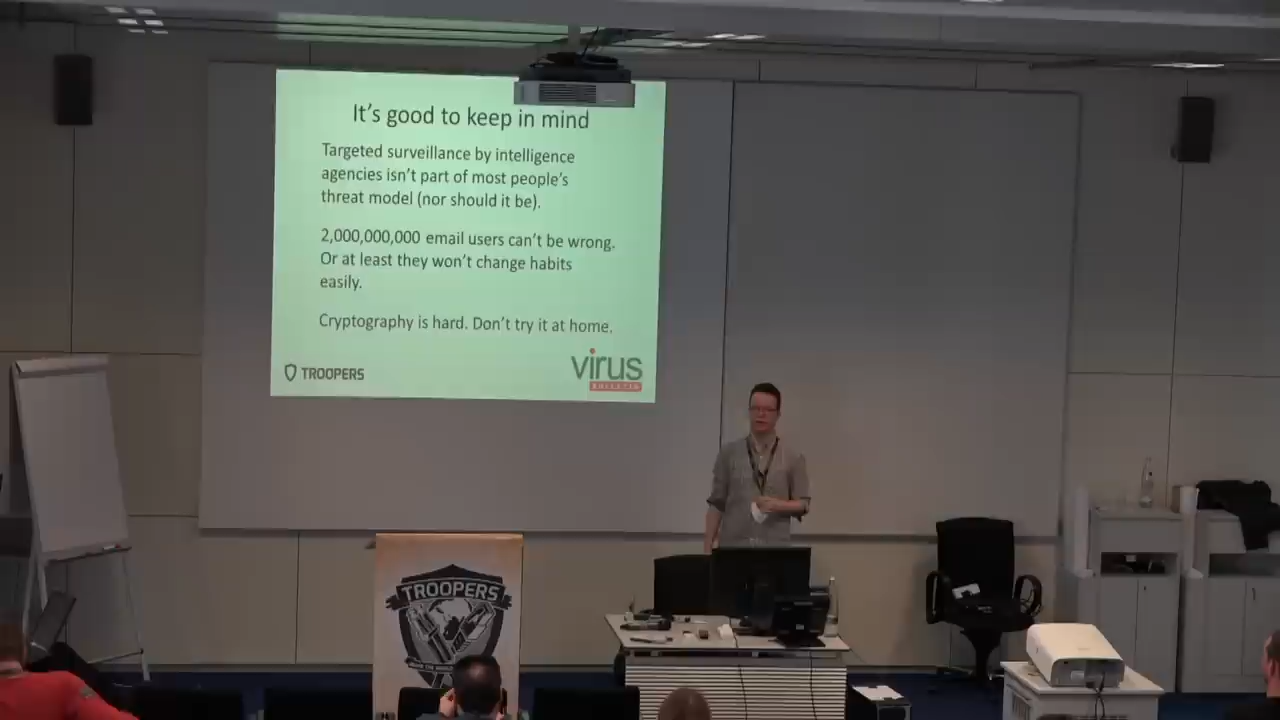 It's good to keep in mind
Targeted surveillance by intelligence
agencies isn't part of most people's
threat model (nor should it be).
2,000,000,000 email users can't be wrong.
Or at least they won't change habits
easily.
Cryptography is hard. Don't try it at home.
TROOPERS
virus
BULLETIN
TROOPERS